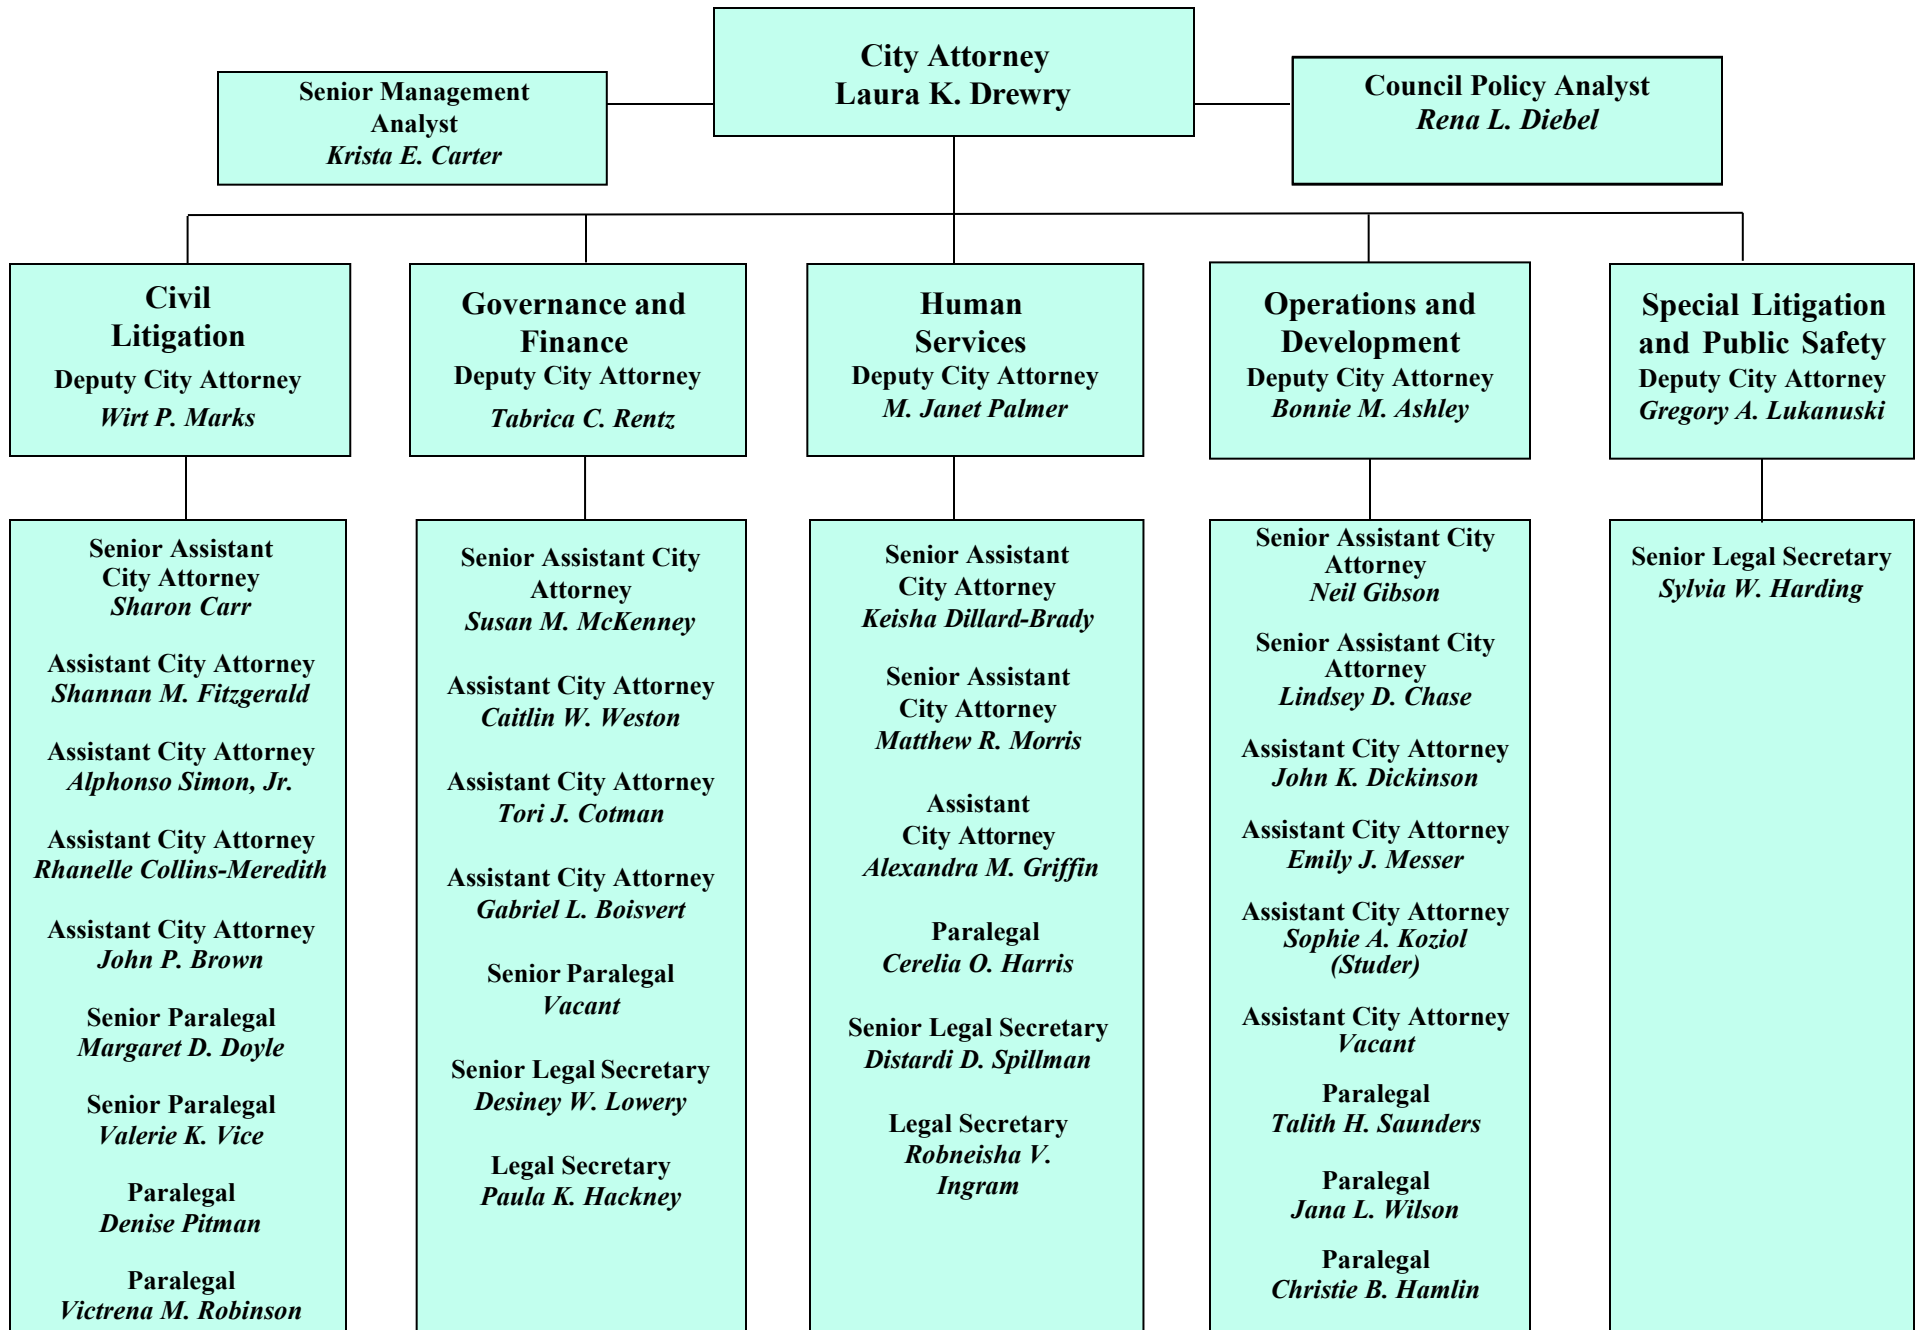 City Attorney
Laura K. Drewry
Senior Management
Analyst
Krista E. Carter
Council Policy Analyst
Rena L. Diebel
Civil
Litigation
Deputy City Attorney
Wirt P. Marks
Governance and
Finance
Deputy City Attorney
Tabrica C. Rentz
Human
Services
Deputy City Attorney
M. Janet Palmer
Operations and
Development
Deputy City Attorney
Bonnie M. Ashley
Special Litigation
and Public Safety
Deputy City Attorney
Gregory A. Lukanuski
Senior Assistant
City Attorney
Sharon Carr
Assistant City Attorney
Shannan M. Fitzgerald
Assistant City Attorney
Alphonso Simon, Jr.
Assistant City Attorney
Rhanelle Collins-Meredith
Assistant City Attorney
John P. Brown
Senior Paralegal
Margaret D. Doyle
Senior Paralegal
Valerie K. Vice
Paralegal
Denise Pitman
Paralegal
Victrena M. Robinson
Senior Assistant City
Attorney
Susan M. McKenney
Assistant City Attorney
Caitlin W. Weston
Assistant City Attorney
Tori J. Cotman
Assistant City Attorney
Gabriel L. Boisvert
Senior Paralegal
Vacant
Senior Legal Secretary
Desiney W. Lowery
Legal Secretary
Paula K. Hackney
Senior Assistant
City Attorney
Keisha Dillard-Brady
Senior Assistant
City Attorney
Matthew R. Morris
Assistant
City Attorney
Alexandra M. Griffin
Paralegal
Cerelia O. Harris
Senior Legal Secretary
Distardi D. Spillman
Legal Secretary
Robneisha V.
Ingram
Senior Assistant City
Attorney
Neil Gibson
Senior Assistant City
Attorney
Lindsey D. Chase
Assistant City Attorney
John K. Dickinson
Assistant City Attorney
Emily J. Messer
Assistant City Attorney
Sophie A. Koziol
(Studer)
Assistant City Attorney
Vacant
Paralegal
Talith H. Saunders
Paralegal
Jana L. Wilson
Paralegal
Christie B. Hamlin
Senior Legal Secretary
Sylvia W. Harding